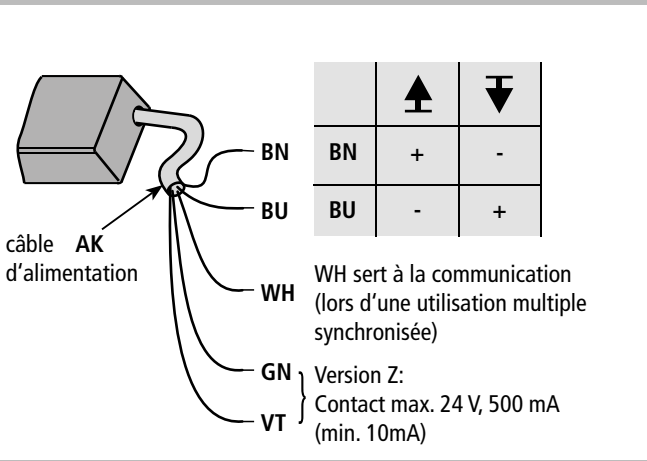 BN
BU
WH
GN
VT
câble AK
d'alimentation
BN + -
BU - +
WH sert à la communication
(lors d'une utilisation multiple
synchronisée)
Version Z:
Contact max. 24 V, 500 mA
(min. 10mA)